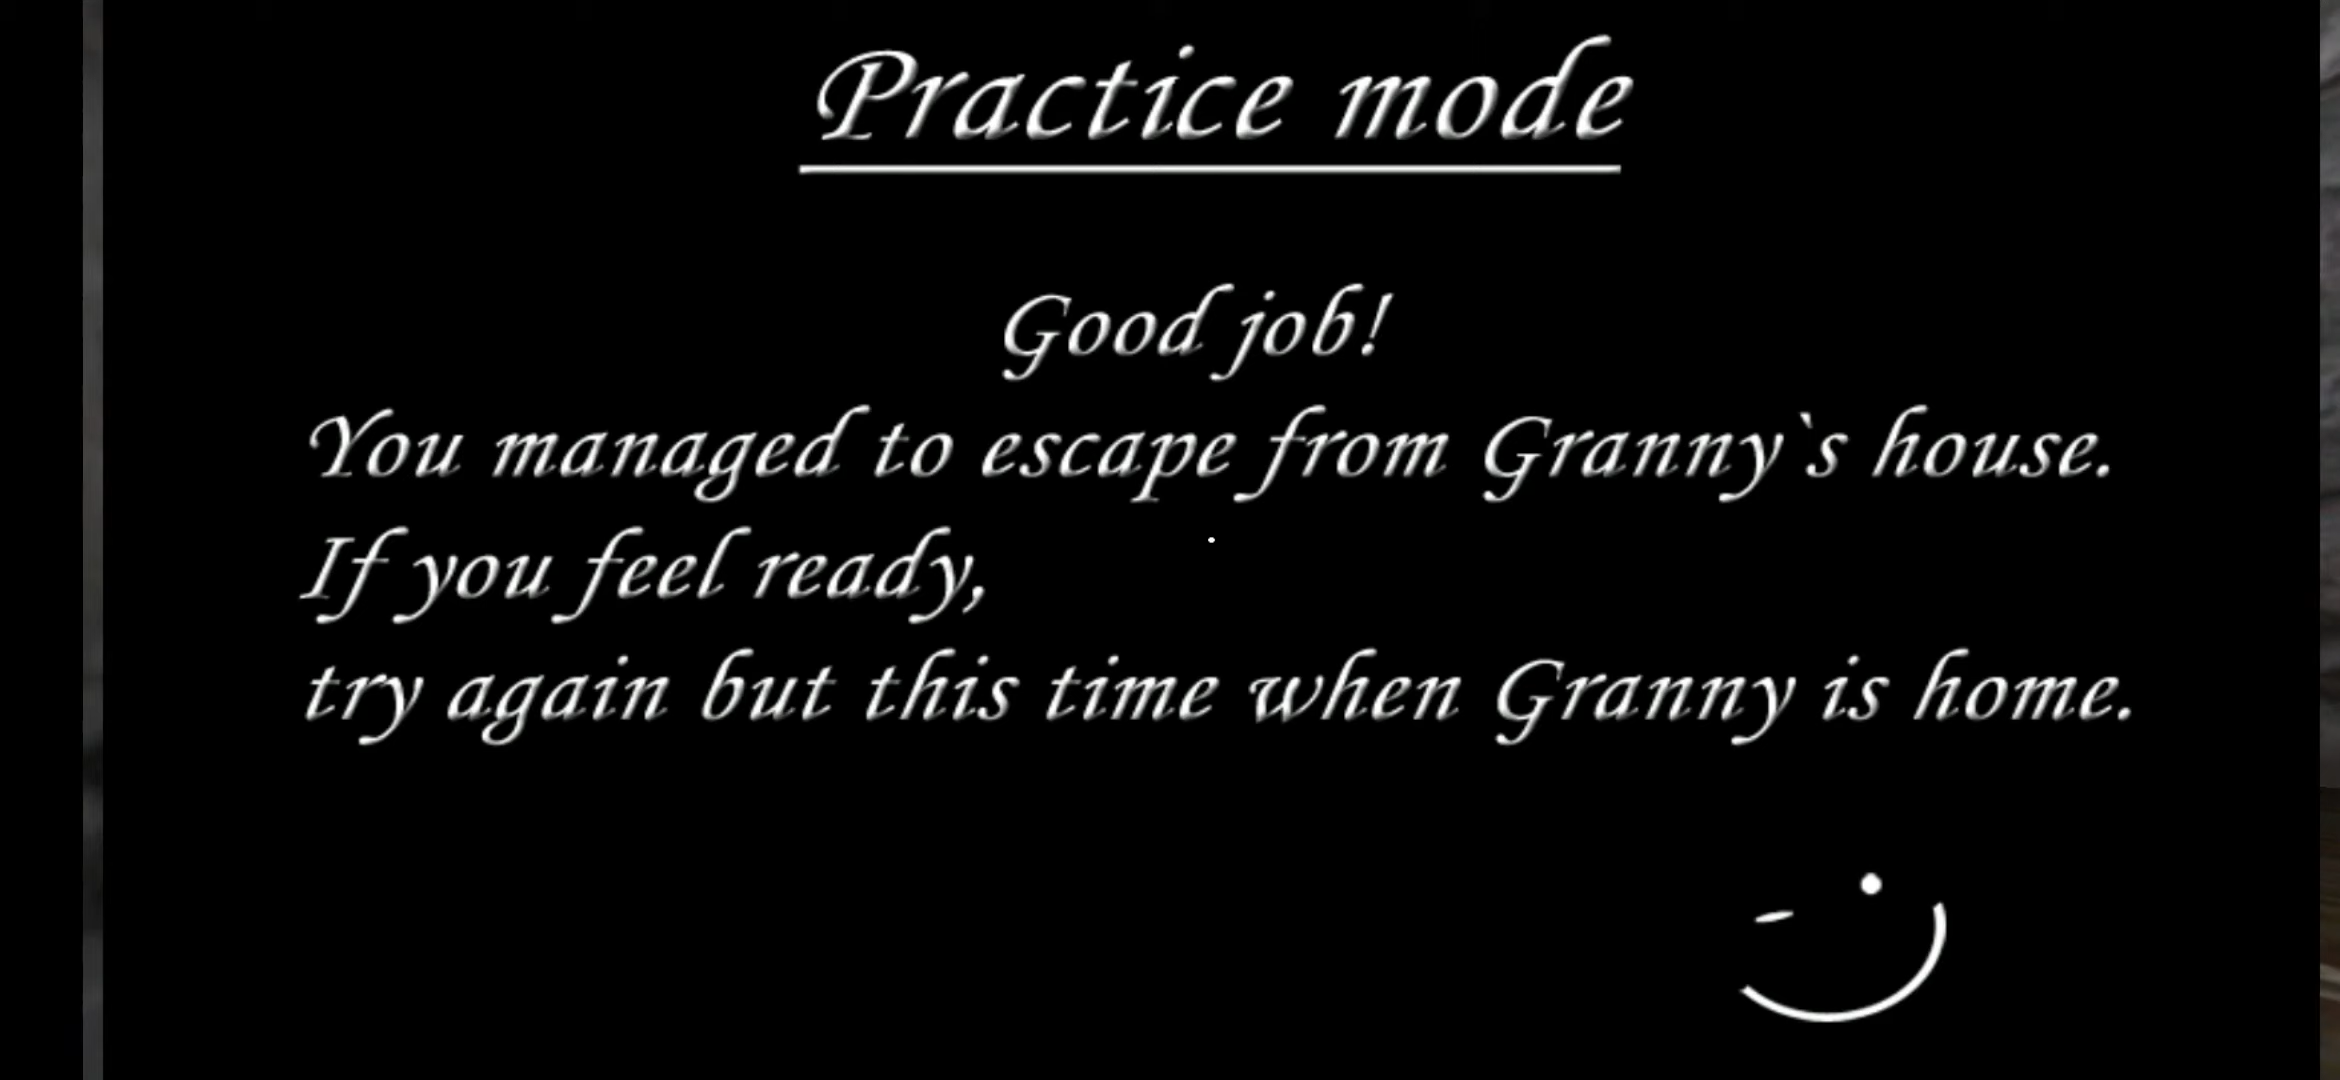 Practice mode
Good job!
You managed to escape from Granny`s house.
If you feel ready,
try again but this time when Granny is home.